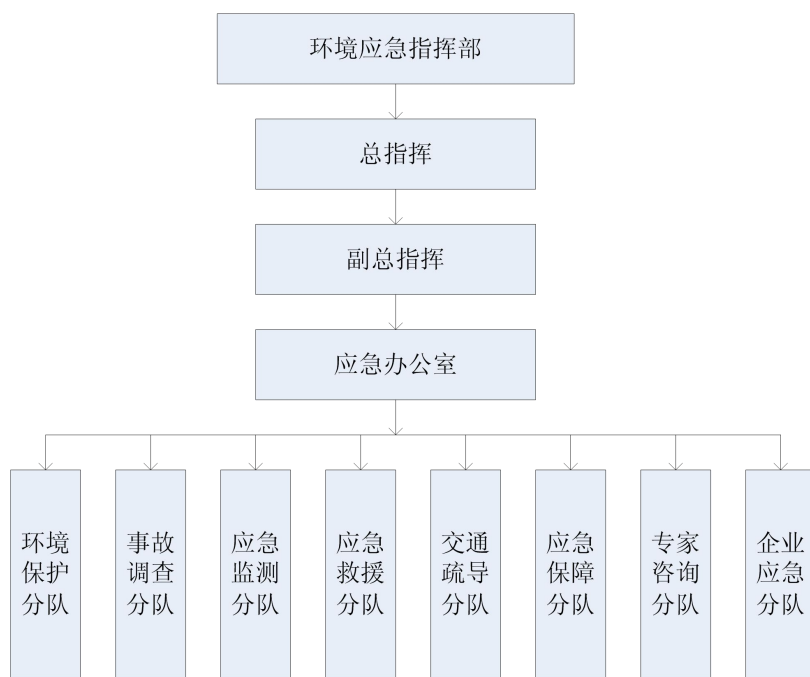 环境应急指挥部
总指挥
副总指挥
应急办公室
环境
保护
分队
事故
调查
分队
应急
监测
分队
应急
救援
分队
交通
疏导
分队
应急
保障
分队
专家
咨询
分队
企业
应急
分队